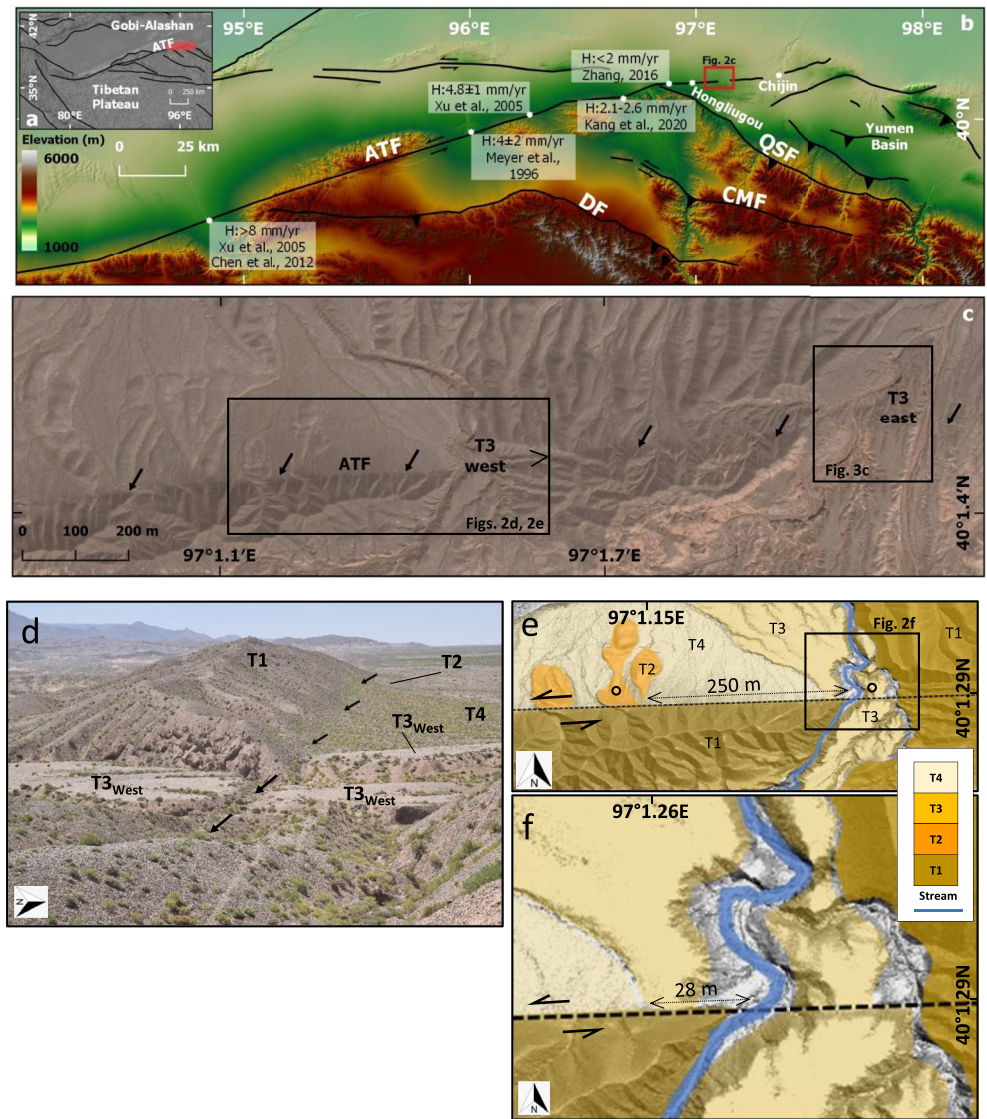 42°N
Gobi-Alashan
ATF
35°N
Tibetan
Plateau
0 250 km
80°E
96°E
a
95°E
96°E
97°E
98°E
b
H:<2 mm/yr
Zhang, 2016
Fig. 2c
Chijin
H:4.8±1 mm/yr
Xu et al., 2005
H:2.1-2.6 mm/yr
Kang et al., 2020
Hongliugou
40°N
Elevation (m)
6000
1000
0 25 km
ATF
H:4±2 mm/yr
Meyer et al.,
1996
QSF
Yumen
Basin
CMF
DF
H:>8 mm/yr
Xu et al., 2005
Chen et al., 2012
c
T3
east
T3
west
ATF
Fig. 3c
Figs. 2d, 2e
0 100 200 m
97°1.1′E
97°1.7′E
40°1.4′N
d
T1
T2
T4
T3West
T3West
T3West
N
e
97°1.15E
Fig. 2f
T3
T4
T1
T2
250 m
T3
T1
40°1.29N
N
T4
T3
T2
T1
Stream
f
97°1.26E
28 m
40°1.29N
N